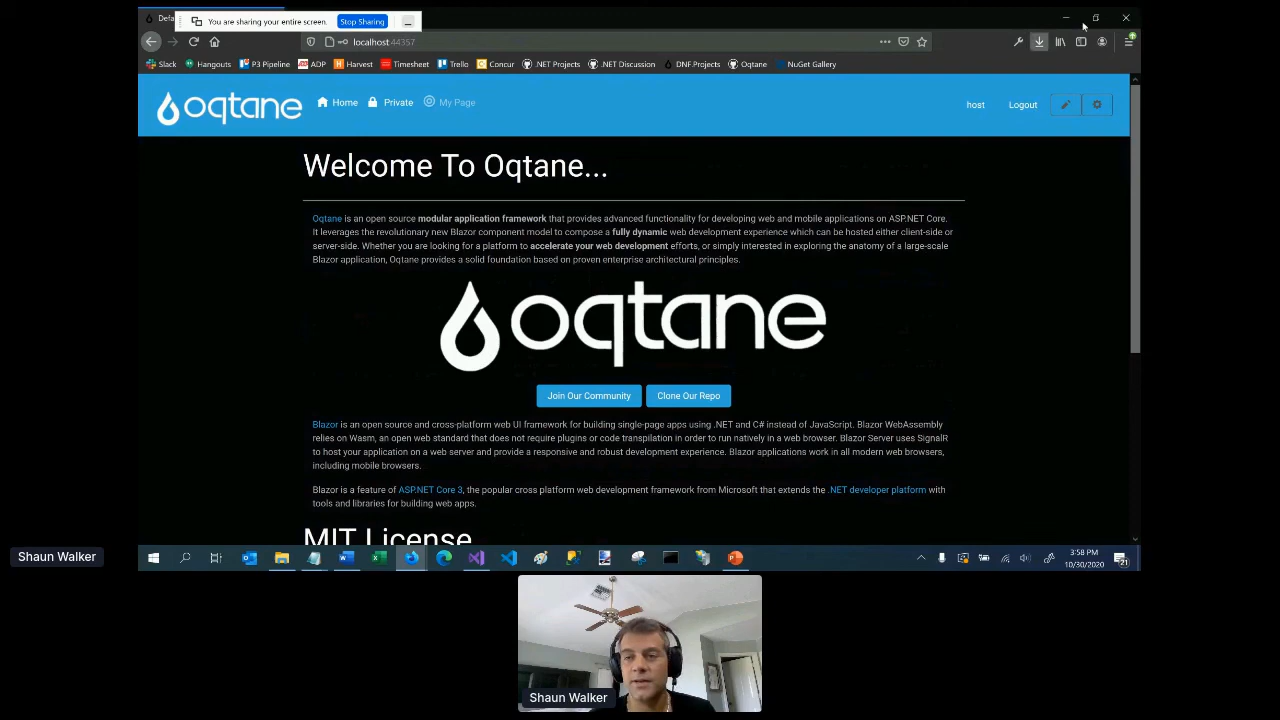 Defa
You are sharing your entire screen.
Stop Sharing
localhost:44357
Slack
Hangouts
P3 Pipeline
ADP
Harvest
Timesheet
Trello
Concur
.NET Projects
.NET Discussion
DNF.Projects
Oqtane
NuGet Gallery
oqtane
Home
Private
My Page
host
Logout
Welcome To Oqtane...
Oqtane is an open source modular application framework that provides advanced functionality for developing web and mobile applications on ASP.NET Core.
It leverages the revolutionary new Blazor component model to compose a fully dynamic web development experience which can be hosted either client-side or
server-side. Whether you are looking for a platform to accelerate your web development efforts, or simply interested in exploring the anatomy of a large-scale
Blazor application, Oqtane provides a solid foundation based on proven enterprise architectural principles.
oqtane
Join Our Community
Clone Our Repo
Blazor is an open source and cross-platform web UI framework for building single-page apps using .NET and C# instead of JavaScript. Blazor WebAssembly
relies on Wasm, an open web standard that does not require plugins or code transpilation in order to run natively in a web browser. Blazor Server uses SignalR
to host your application on a web server and provide a responsive and robust development experience. Blazor applications work in all modern web browsers,
including mobile browsers.
Blazor is a feature of ASP.NET Core 3, the popular cross platform web development framework from Microsoft that extends the .NET developer platform with
tools and libraries for building web apps.
MIT License
3:58 PM
10/30/2020
21
Shaun Walker
Shaun Walker